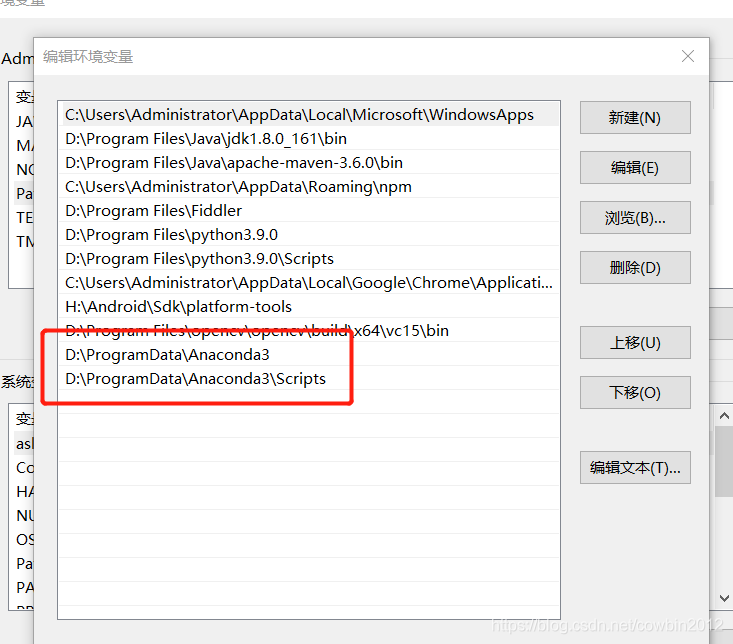 境变量
编辑环境变量
Adm
变
JA
MA
NO
Pa
TE
TM
C:\Users\Administrator\AppData\Local\Microsoft\WindowsApps
D:\Program Files\Java\jdk1.8.0_161\bin
D:\Program Files\Java\apache-maven-3.6.0\bin
C:\Users\Administrator\AppData\Roaming\npm
D:\Program Files\Fiddler
D:\Program Files\python3.9.0
D:\Program Files\python3.9.0\Scripts
C:\Users\Administrator\AppData\Local\Google\Chrome\Applicati...
H:\Android\Sdk\platform-tools
D:\Program Files\opencv\opencv\build\x64\vc15\bin
D:\ProgramData\Anaconda3
D:\ProgramData\Anaconda3\Scripts
新建(N)
编辑(E)
浏览(B)...
删除(D)
上移(U)
下移(O)
编辑文本(T)...
系统
变
asl
Co
HA
NU
OS
Pa
PA
https://blog.csdn.net/cowbin2012